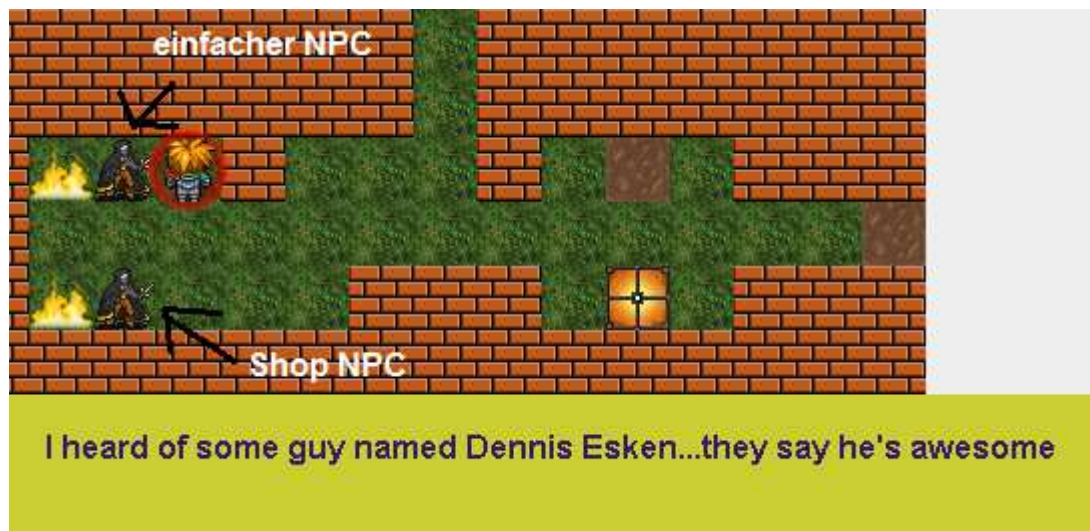 einfacher NPC
Shop NPC
I heard of some guy named Dennis Esken...they say he's awesome